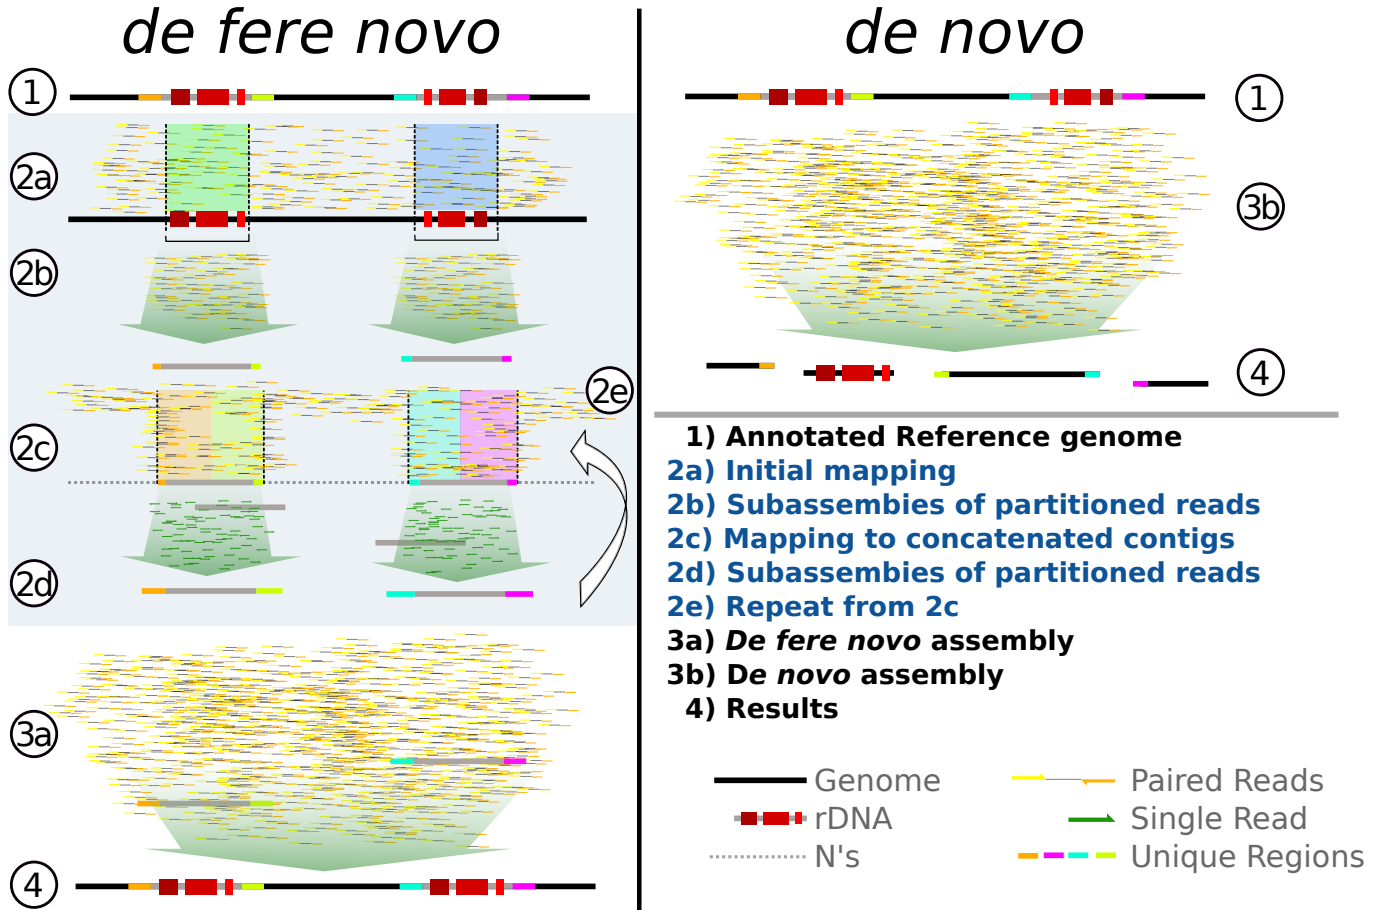 de fere novo
1
2a
2b
2e
2c
2d
3a
4
de novo
1
3b
4
1) Annotated Reference genome
2a) Initial mapping
2b) Subassembies of partitioned reads
2c) Mapping to concatenated contigs
2d) Subassembies of partitioned reads
2e) Repeat from 2c
3a) De fere novo assembly
3b) De novo assembly
4) Results
Genome
rDNA
N's
Paired Reads
Single Read
Unique Regions